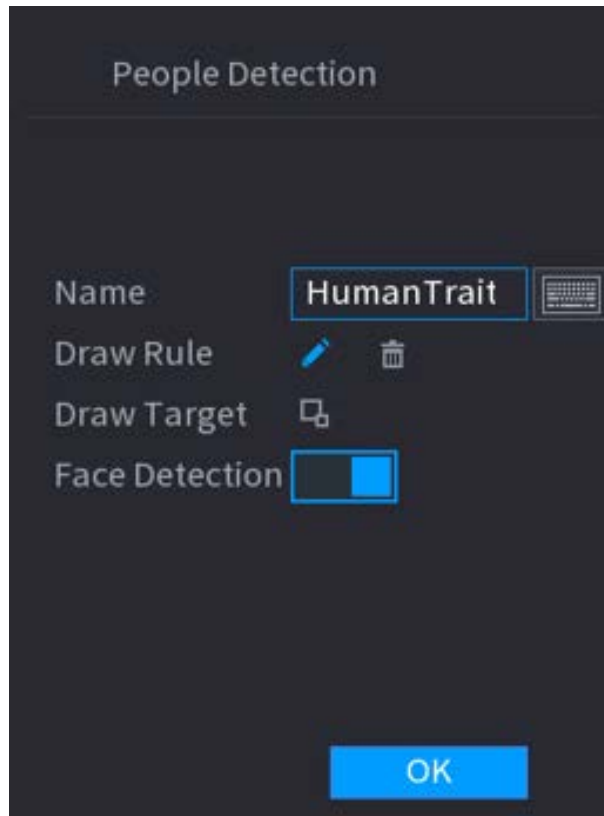 People Detection
Name HumanTrait
Draw Rule
Draw Target
Face Detection
OK